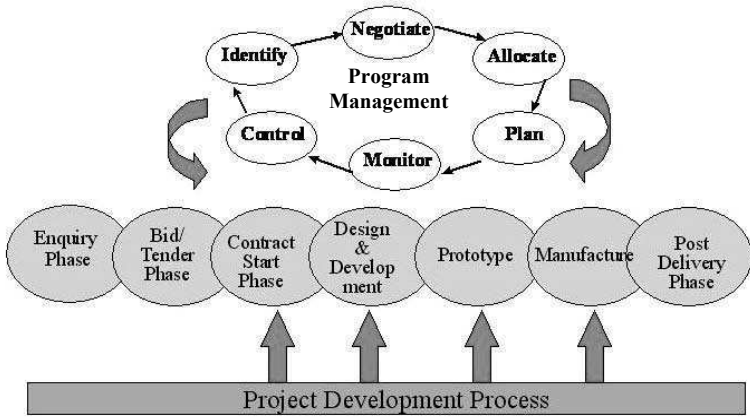 Negotiate
Identify
Allocate
Program
Management
Control
Plan
Monitor
Enquiry
Phase
Bid/
Tender
Phase
Contract
Start
Phase
Design
&
Develop
ment
Prototype
Manufacture
Post
Delivery
Phase
Project Development Process